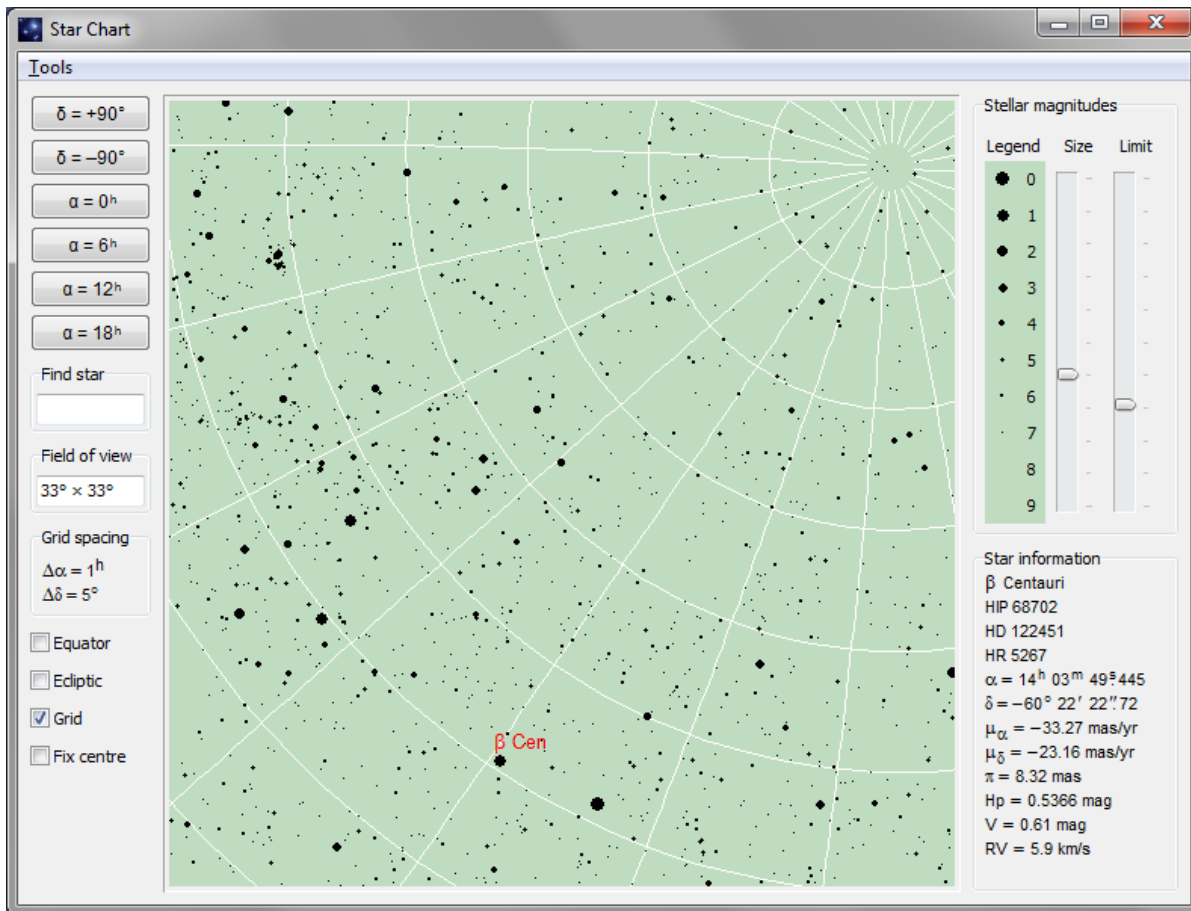 Star Chart
Tools
δ = +90°
δ = −90°
α = 0ʰ
α = 6ʰ
α = 12ʰ
α = 18ʰ
Find star
Field of view
33° × 33°
Grid spacing
Δα = 1ʰ
Δδ = 5°
Equator
Ecliptic
Grid
Fix centre
β Cen
Stellar magnitudes
Legend Size Limit
0
1
2
3
4
5
6
7
8
9
Star information
β Centauri
HIP 68702
HD 122451
HR 5267
α = 14ʰ 03ᵐ 49ˢ.445
δ = −60° 22′ 22″.72
μα = −33.27 mas/yr
μδ = −23.16 mas/yr
π = 8.32 mas
Hp = 0.5366 mag
V = 0.61 mag
RV = 5.9 km/s